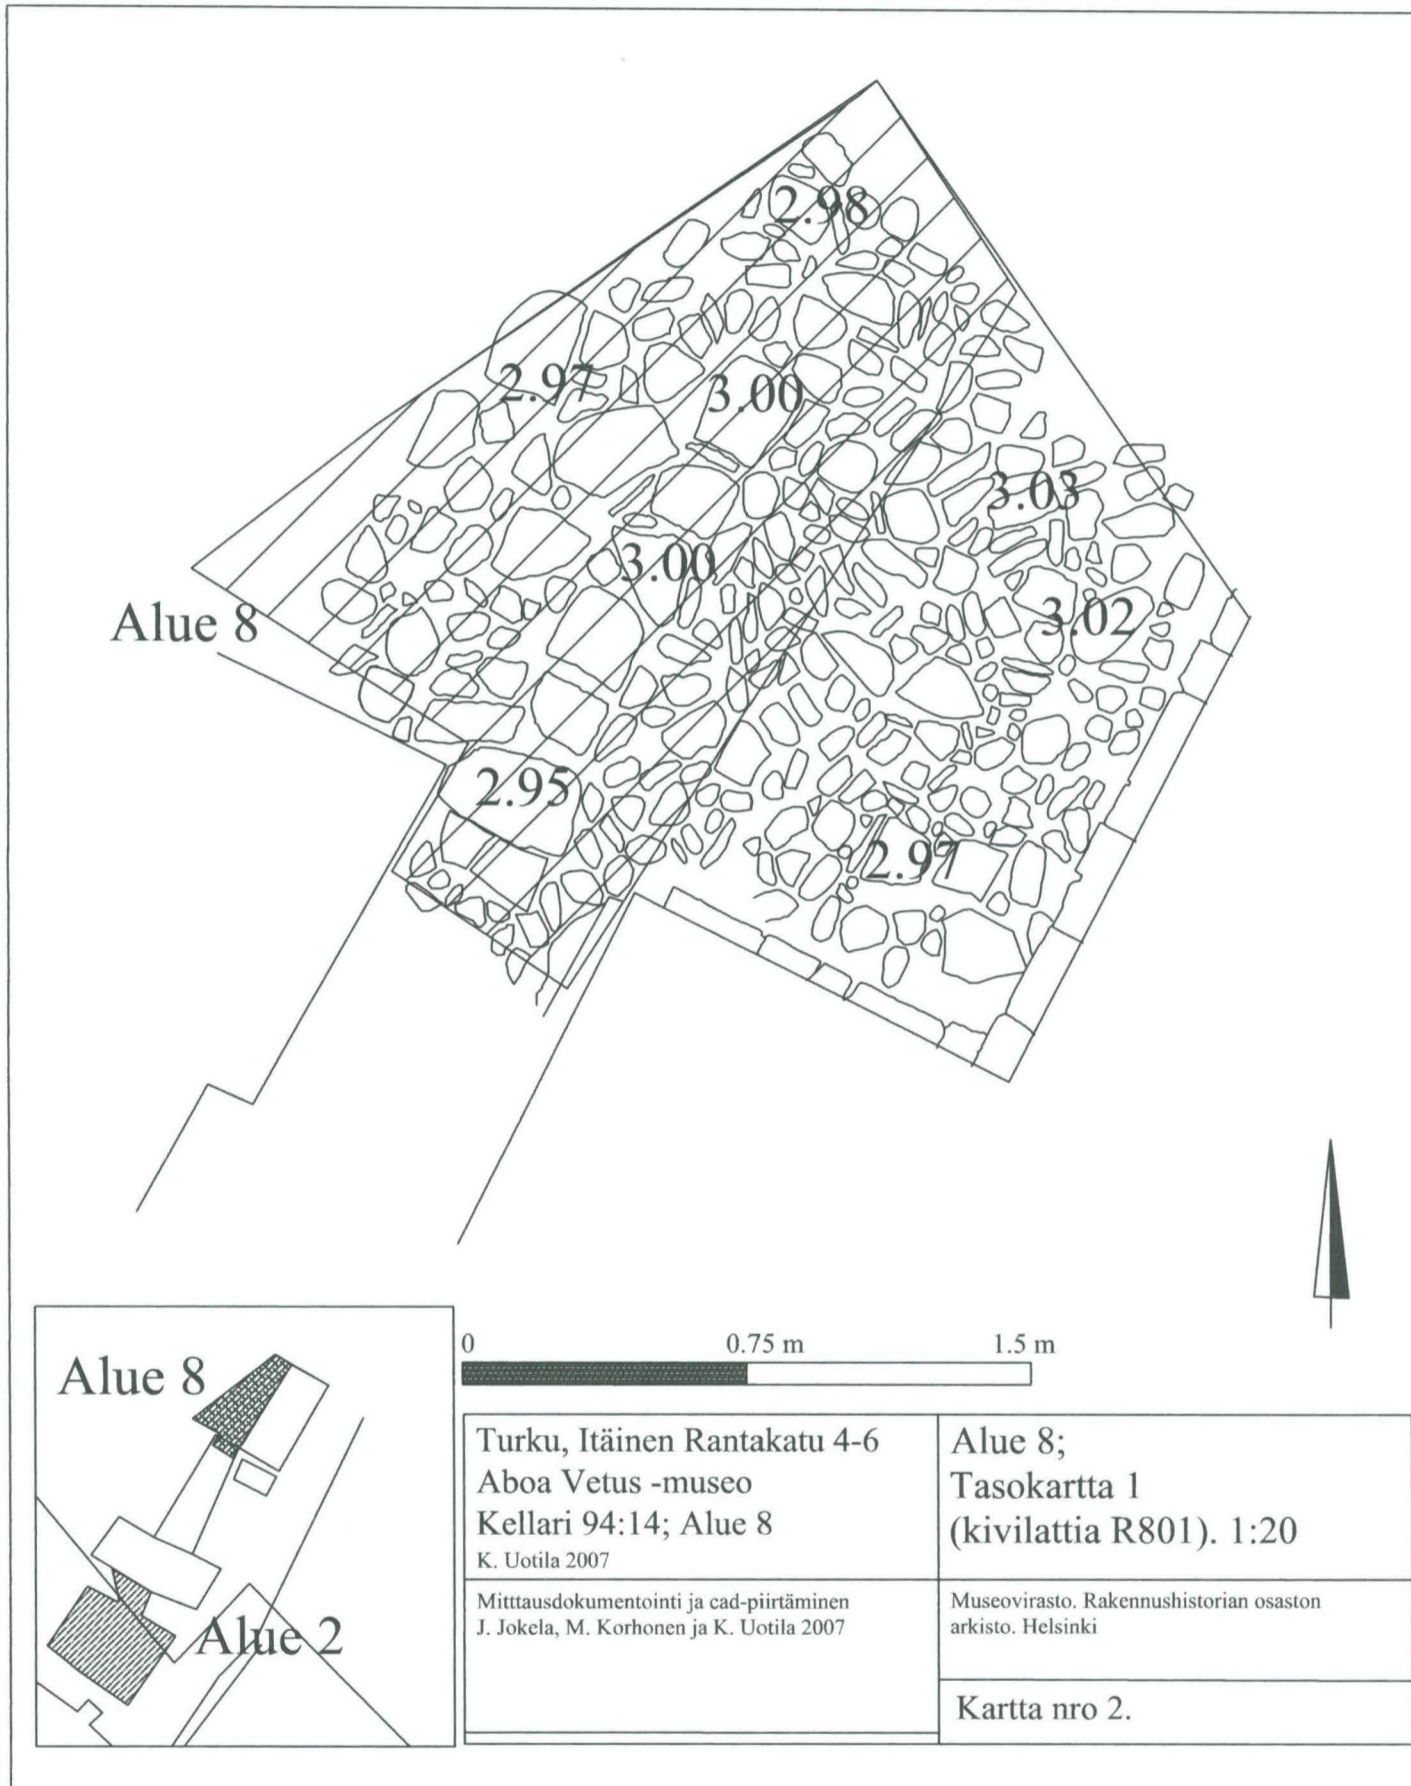 2.98
2.97
3.00
3.03
3.00
3.02
Alue 8
2.95
2.97
0 0.75 m 1.5 m
Alue 8
Alue 2
Turku, Itäinen Rantakatu 4-6
Aboa Vetus -museo
Kellari 94:14; Alue 8
K. Uotila 2007
Alue 8;
Tasokartta 1
(kivilattia R801). 1:20
Mitttausdokumentointi ja cad-piirtäminen
J. Jokela, M. Korhonen ja K. Uotila 2007
Museovirasto. Rakennushistorian osaston
arkisto. Helsinki
Kartta nro 2.